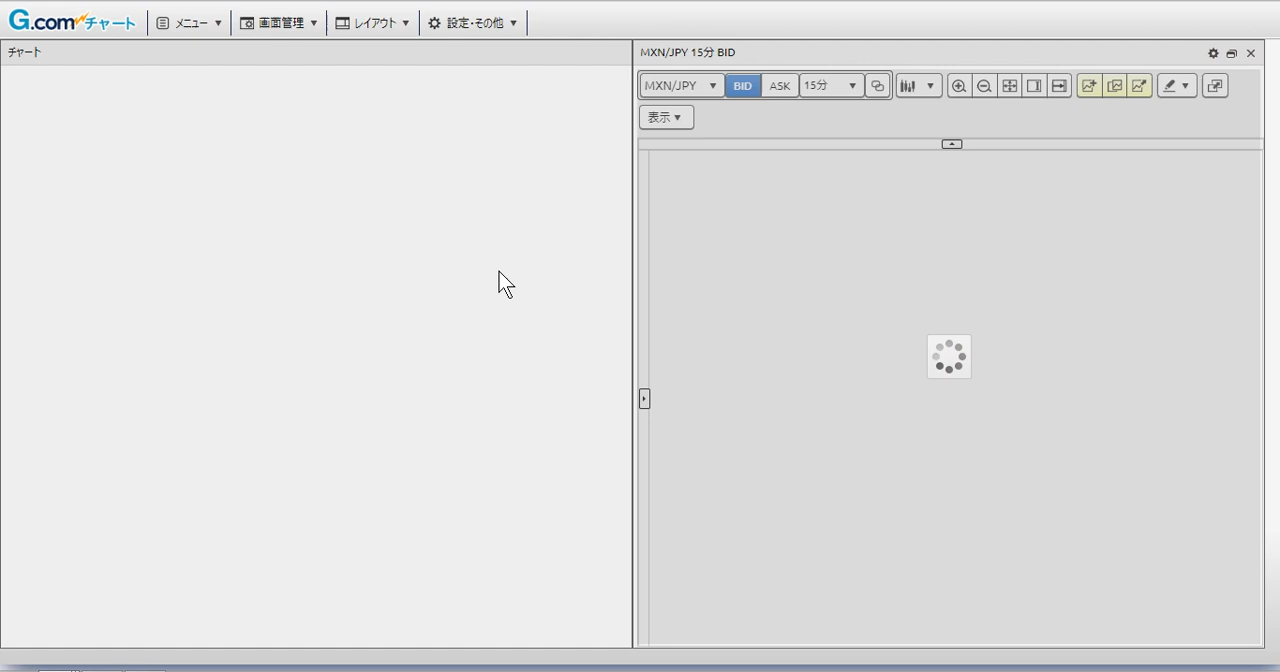 G.comチャート メニュー ▼ 画面管理 ▼ レイアウト ▼ 設定・その他 ▼
チャート
MXN/JPY 15分 BID
MXN/JPY ▼ BID ASK 15分 ▼
表示 ▼